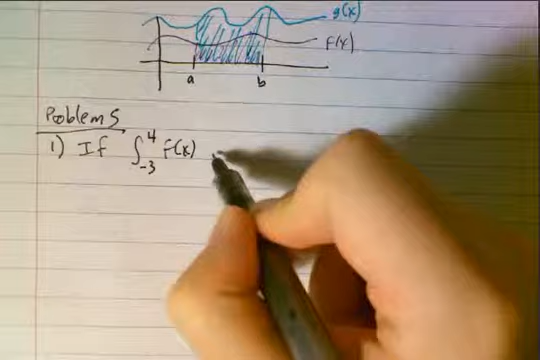 g(x)
f(x)
a b
Problems
1) If ∫₋₃⁴ f(x)